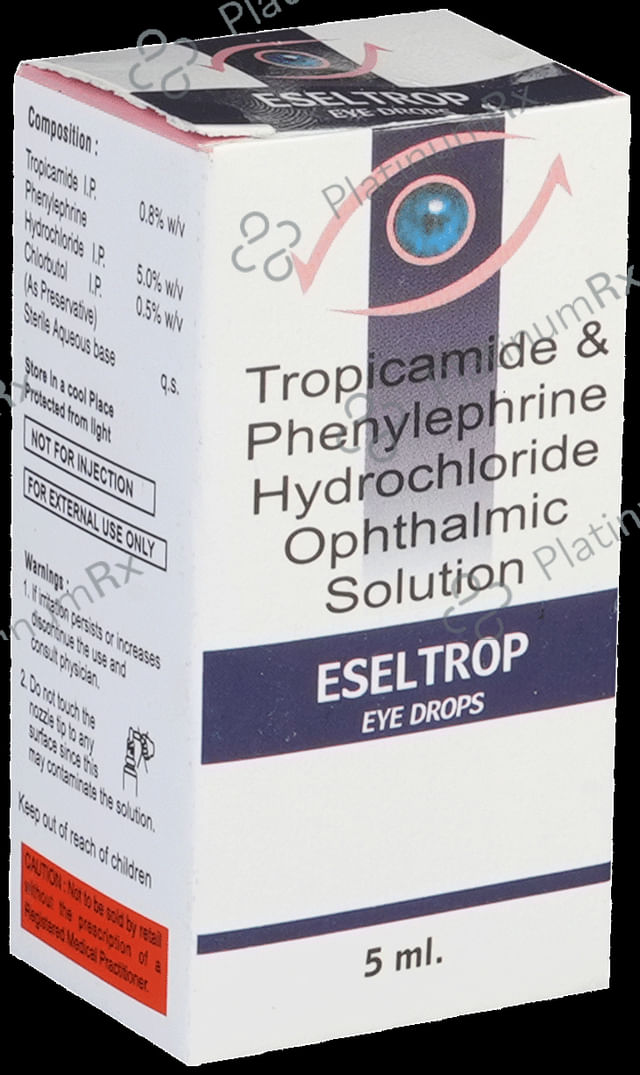 ESELTROP
EYE DROPS
Composition :
Tropicamide I.P. 0.8% w/v
Phenylephrine
Hydrochloride I.P. 5.0% w/v
Chlorbutol I.P. 0.5% w/v
(As Preservative)
Sterile Aqueous base q.s.
Store in a cool Place
Protected from light
NOT FOR INJECTION
FOR EXTERNAL USE ONLY
Warnings :
1. If irritation persists or increases
discontinue the use and
consult physician.
2. Do not touch the
nozzle tip to any
surface since this
may contaminate the solution.
Keep out of reach of children
CAUTION : Not to be sold by retail
without the prescription of a
Registered Medical Practitioner.
Tropicamide &
Phenylephrine
Hydrochloride
Ophthalmic
Solution
ESELTROP
EYE DROPS
5 ml.
Platinum Rx
PlatinumRx